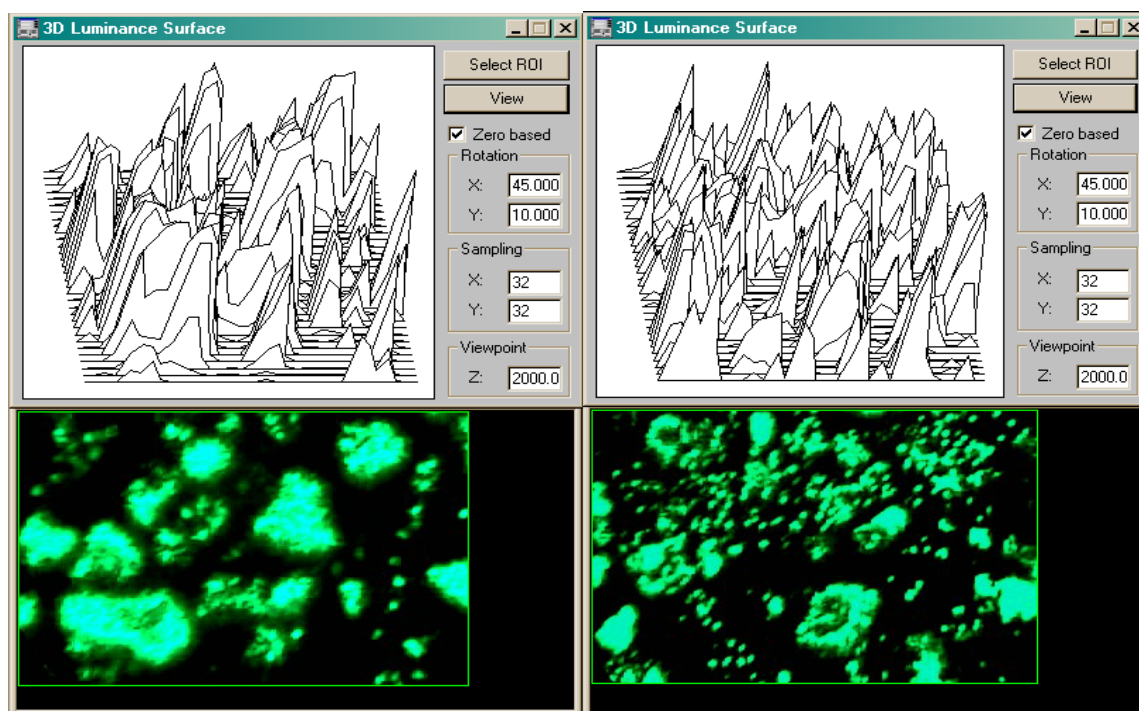 3D Luminance Surface
Select ROI
View
Zero based
Rotation
X: 45.000
Y: 10.000
Sampling
X: 32
Y: 32
Viewpoint
Z: 2000.0
3D Luminance Surface
Select ROI
View
Zero based
Rotation
X: 45.000
Y: 10.000
Sampling
X: 32
Y: 32
Viewpoint
Z: 2000.0